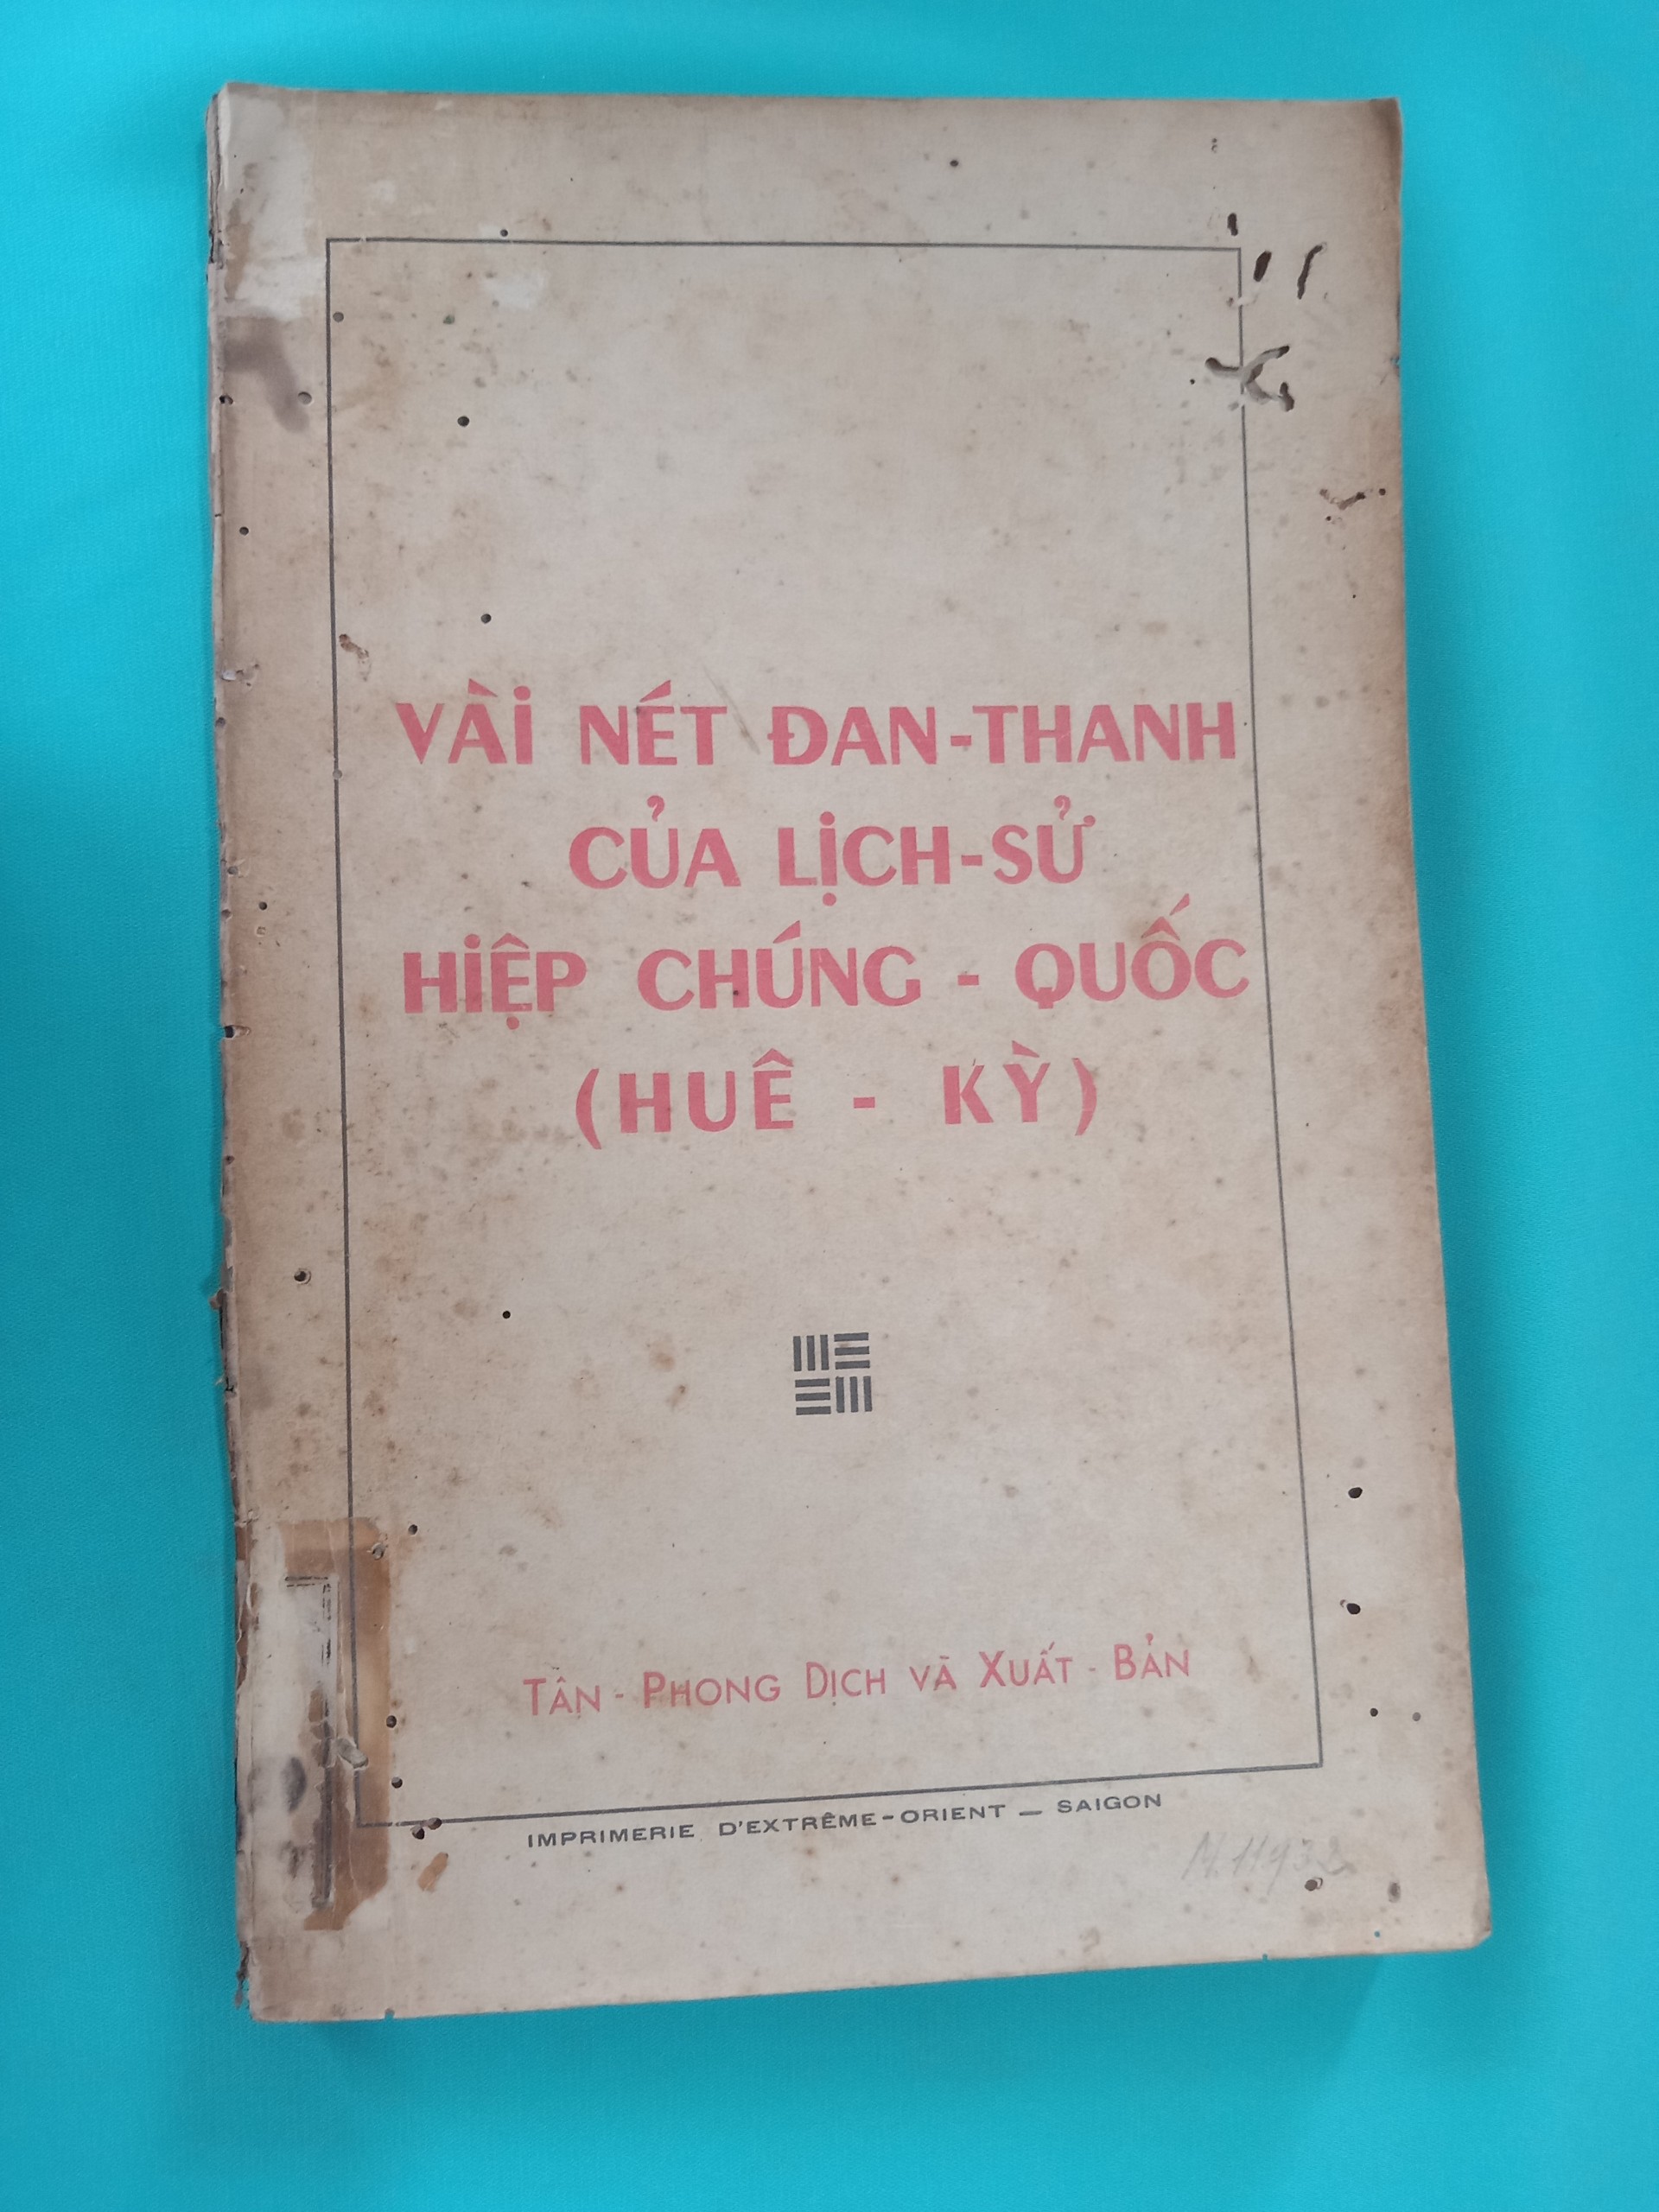 VÀI NÉT ĐAN-THANH
CỦA LỊCH-SỬ
HIỆP CHÚNG - QUỐC
(HUÊ - KỲ)
TÂN - PHONG DỊCH VÀ XUẤT - BẢN
IMPRIMERIE D'EXTRÊME-ORIENT — SAIGON